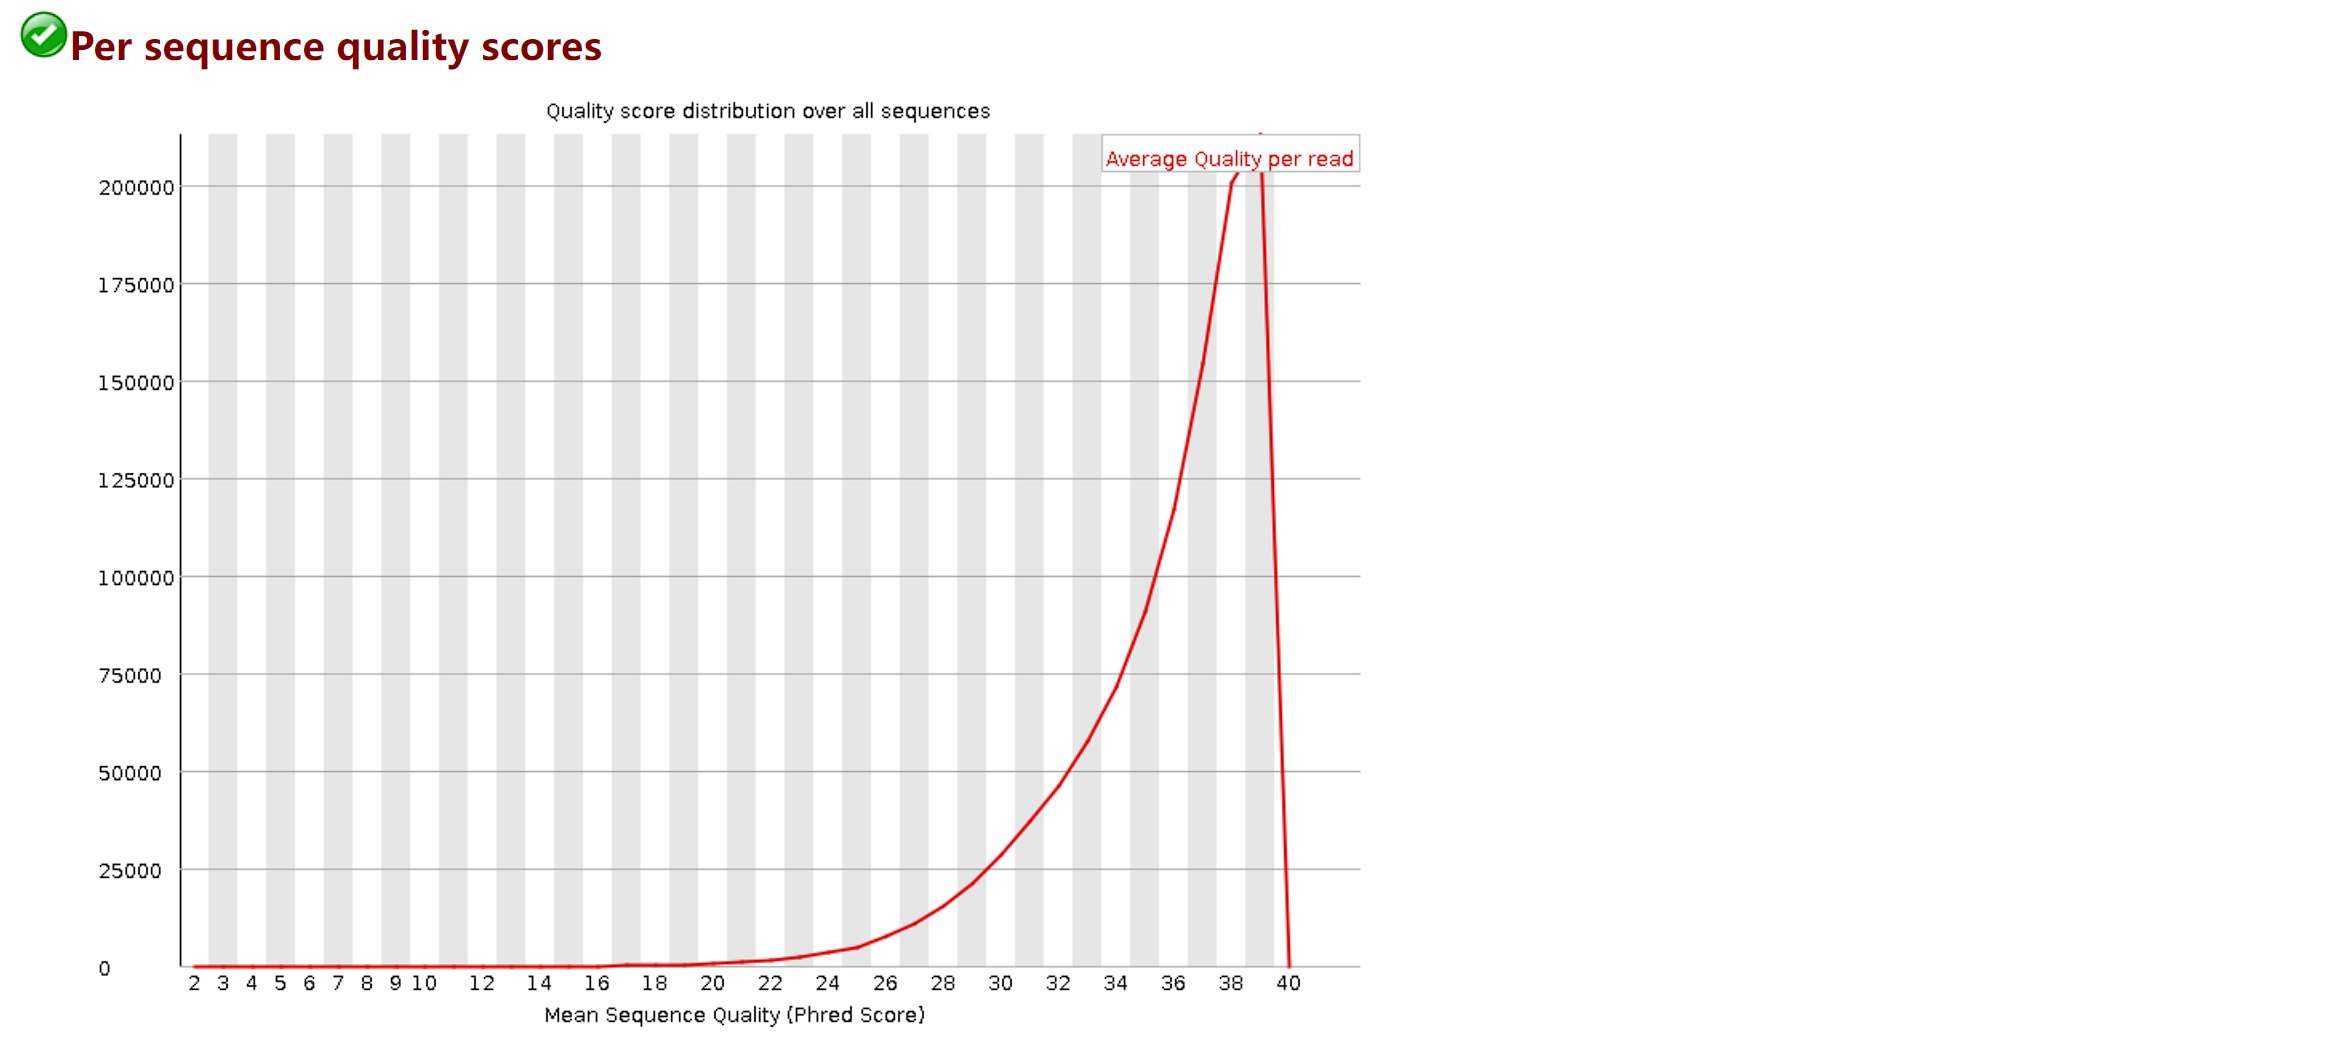 Per sequence quality scores
Quality score distribution over all sequences
Average Quality per read
200000
175000
150000
125000
100000
75000
50000
25000
0
2 3 4 5 6 7 8 9 10 12 14 16 18 20 22 24 26 28 30 32 34 36 38 40
Mean Sequence Quality (Phred Score)